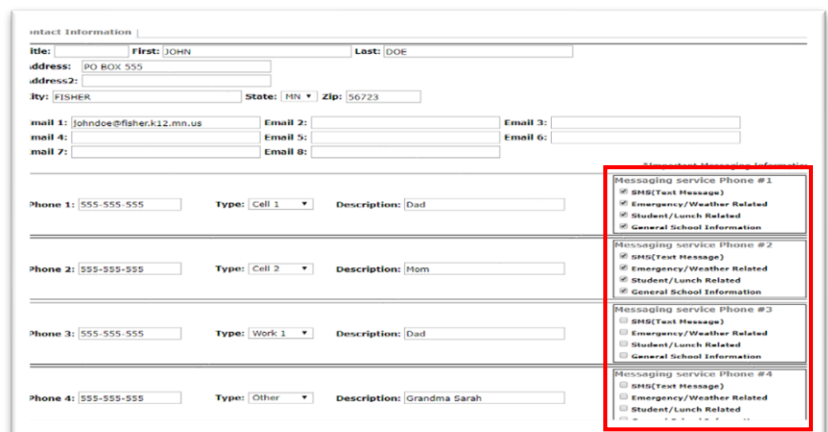 ontact Information
itle: First: JOHN Last: DOE
ddress: PO BOX 555
ddress2:
ity: FISHER State: MN Zip: 56723
mail 1: johndoe@fisher.k12.mn.us Email 2: Email 3:
mail 4: Email 5: Email 6:
mail 7: Email 8:
*Important Messaging Informatio
Messaging service Phone #1
SMS(Text Message)
Emergency/Weather Related
Phone 1: 555-555-555 Type: Cell 1 Description: Dad
Student/Lunch Related
General School Information
Messaging service Phone #2
SMS(Text Message)
Phone 2: 555-555-555 Type: Cell 2 Description: Mom
Emergency/Weather Related
Student/Lunch Related
General School Information
Messaging service Phone #3
SMS(Text Message)
Phone 3: 555-555-555 Type: Work 1 Description: Dad
Emergency/Weather Related
Student/Lunch Related
General School Information
Messaging service Phone #4
SMS(Text Message)
Phone 4: 555-555-555 Type: Other Description: Grandma Sarah
Emergency/Weather Related
Student/Lunch Related